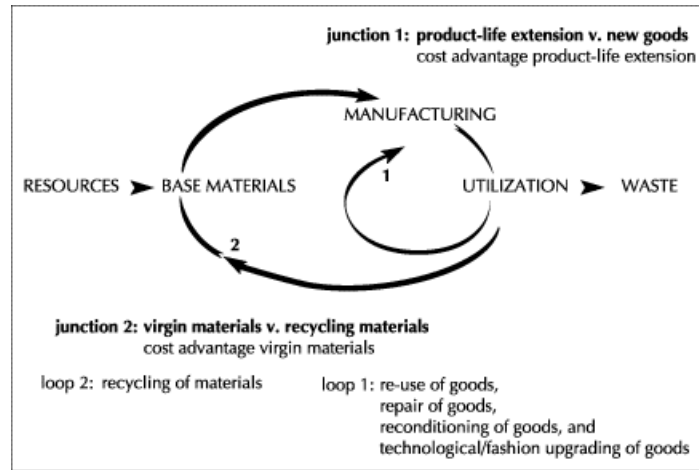 junction 1: product-life extension v. new goods
cost advantage product-life extension
MANUFACTURING
RESOURCES
BASE MATERIALS
1
UTILIZATION
WASTE
2
junction 2: virgin materials v. recycling materials
cost advantage virgin materials
loop 2: recycling of materials
loop 1: re-use of goods,
repair of goods,
reconditioning of goods, and
technological/fashion upgrading of goods